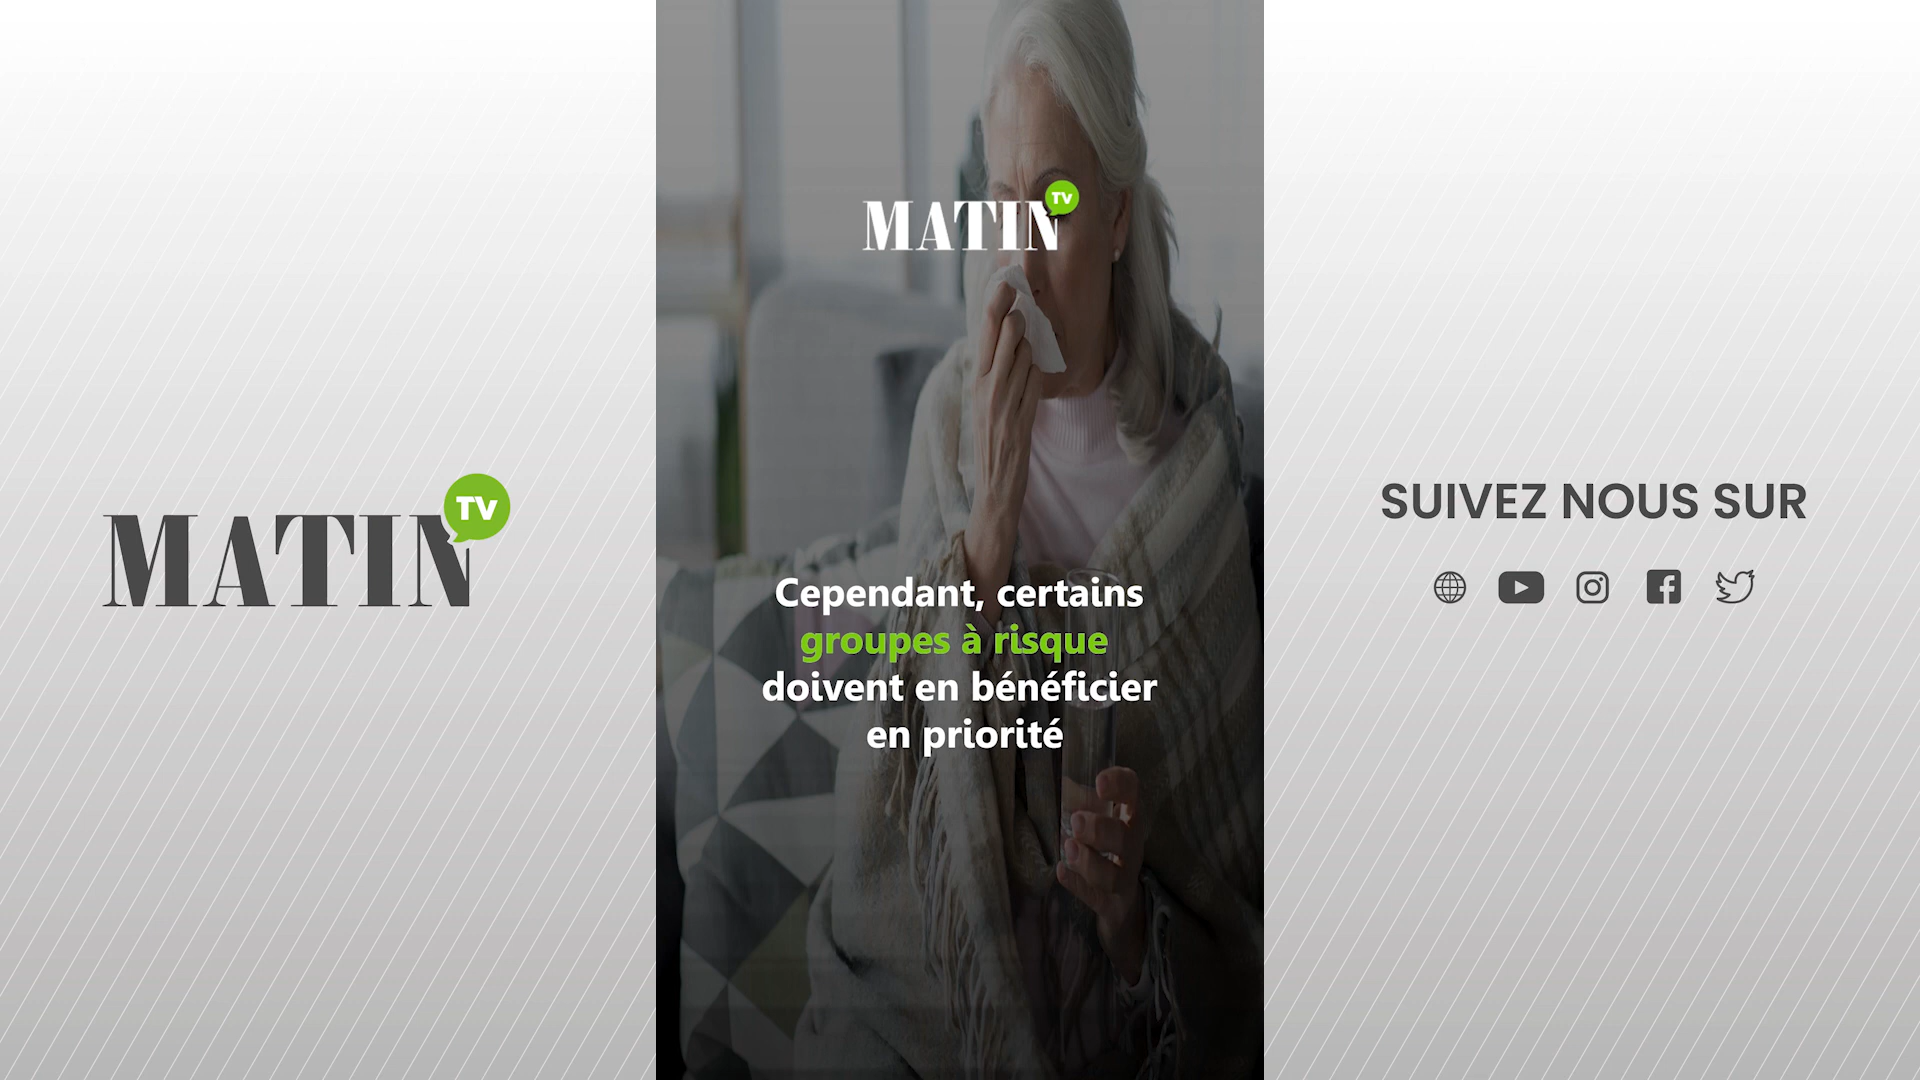 MATIN TV
MATIN TV
Cependant, certains
groupes à risque
doivent en bénéficier
en priorité
SUIVEZ NOUS SUR